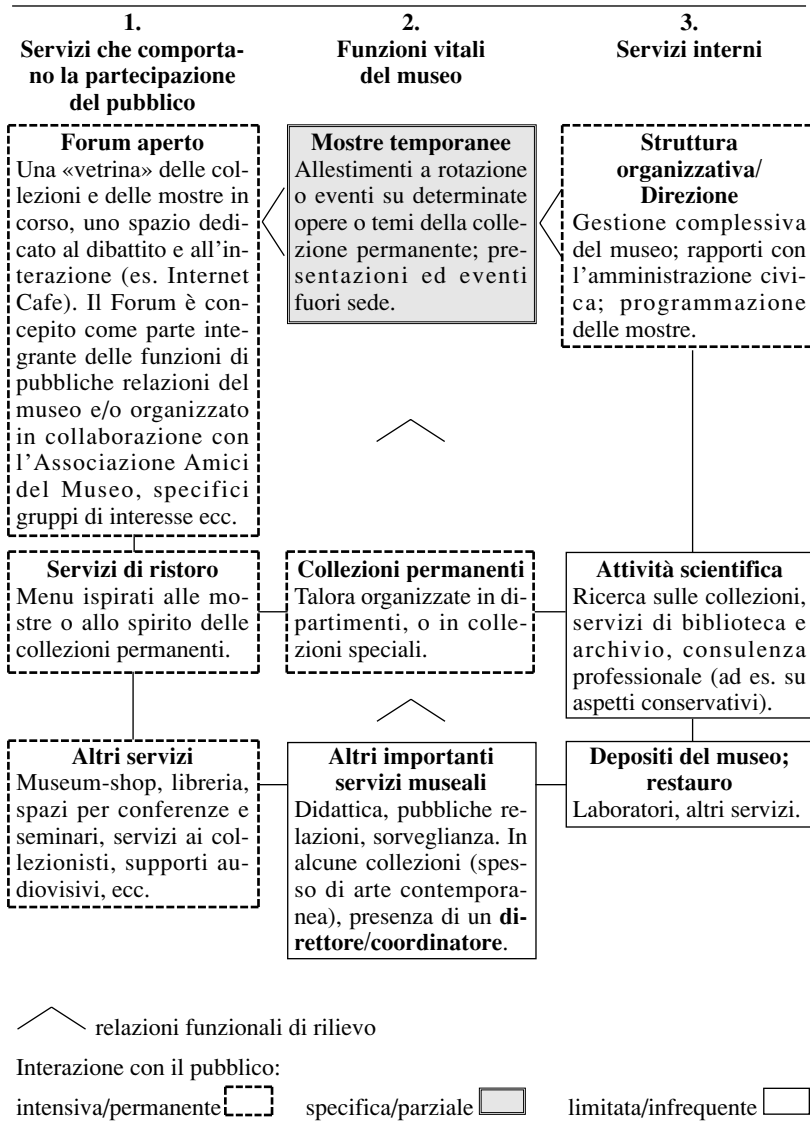 1.
Servizi che comporta-
no la partecipazione
del pubblico
2.
Funzioni vitali
del museo
3.
Servizi interni
Forum aperto
Una «vetrina» delle col-
lezioni e delle mostre in
corso, uno spazio dedi-
cato al dibattito e all'in-
terazione (es. Internet
Cafe). Il Forum è con-
cepito come parte inte-
grante delle funzioni di
pubbliche relazioni del
museo e/o organizzato
in collaborazione con
l'Associazione Amici
del Museo, specifici
gruppi di interesse ecc.
Mostre temporanee
Allestimenti a rotazione
o eventi su determinate
opere o temi della colle-
zione permanente; pre-
sentazioni ed eventi
fuori sede.
Struttura
organizzativa/
Direzione
Gestione complessiva
del museo; rapporti con
l'amministrazione civi-
ca; programmazione
delle mostre.
Servizi di ristoro
Menu ispirati alle mo-
stre o allo spirito delle
collezioni permanenti.
Collezioni permanenti
Talora organizzate in di-
partimenti, o in colle-
zioni speciali.
Attività scientifica
Ricerca sulle collezioni,
servizi di biblioteca e
archivio, consulenza
professionale (ad es. su
aspetti conservativi).
Altri servizi
Museum-shop, libreria,
spazi per conferenze e
seminari, servizi ai col-
lezionisti, supporti au-
diovisivi, ecc.
Altri importanti
servizi museali
Didattica, pubbliche re-
lazioni, sorveglianza. In
alcune collezioni (spes-
so di arte contempora-
nea), presenza di un di-
rettore/coordinatore.
Depositi del museo;
restauro
Laboratori, altri servizi.
relazioni funzionali di rilievo
Interazione con il pubblico:
intensiva/permanente
specifica/parziale
limitata/infrequente